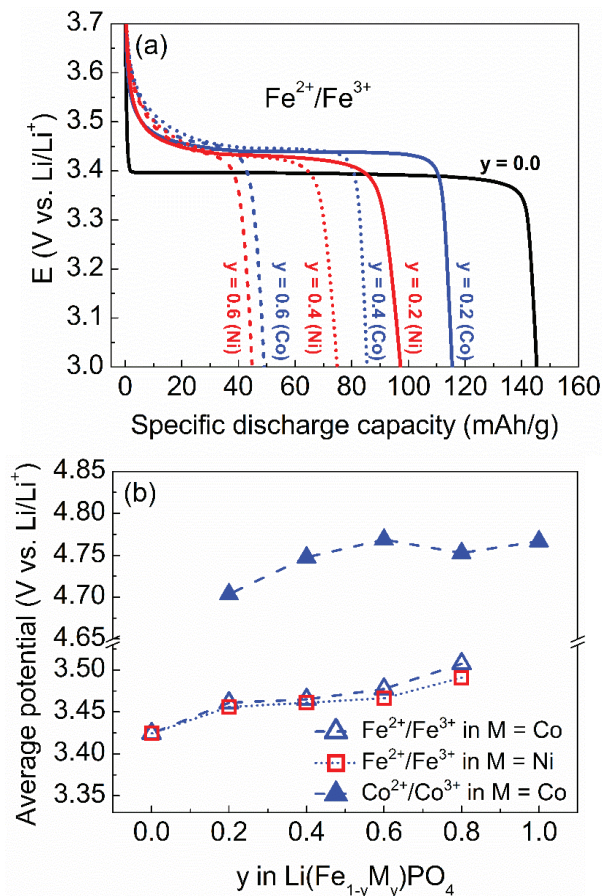 (a)
Fe²⁺/Fe³⁺
y = 0.0
y = 0.6 (Ni)
y = 0.6 (Co)
y = 0.4 (Ni)
y = 0.4 (Co)
y = 0.2 (Ni)
y = 0.2 (Co)
E (V vs. Li/Li⁺)
3.7
3.6
3.5
3.4
3.3
3.2
3.1
3.0
0 20 40 60 80 100 120 140 160
Specific discharge capacity (mAh/g)
(b)
Average potential (V vs. Li/Li⁺)
4.85
4.80
4.75
4.70
4.65
3.50
3.45
3.40
3.35
Fe²⁺/Fe³⁺ in M = Co
Fe²⁺/Fe³⁺ in M = Ni
Co²⁺/Co³⁺ in M = Co
0.0 0.2 0.4 0.6 0.8 1.0
y in Li(Fe₁₋yMy)PO₄